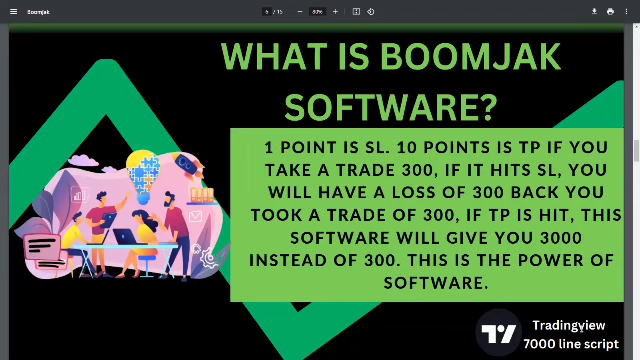 Boomjak
6 / 15
80%
WHAT IS BOOMJAK
SOFTWARE?
1 POINT IS SL. 10 POINTS IS TP IF YOU
TAKE A TRADE 300, IF IT HITS SL, YOU
WILL HAVE A LOSS OF 300 BACK YOU
TOOK A TRADE OF 300, IF TP IS HIT, THIS
SOFTWARE WILL GIVE YOU 3000
INSTEAD OF 300. THIS IS THE POWER OF
SOFTWARE.
Tradingview
7000 line script